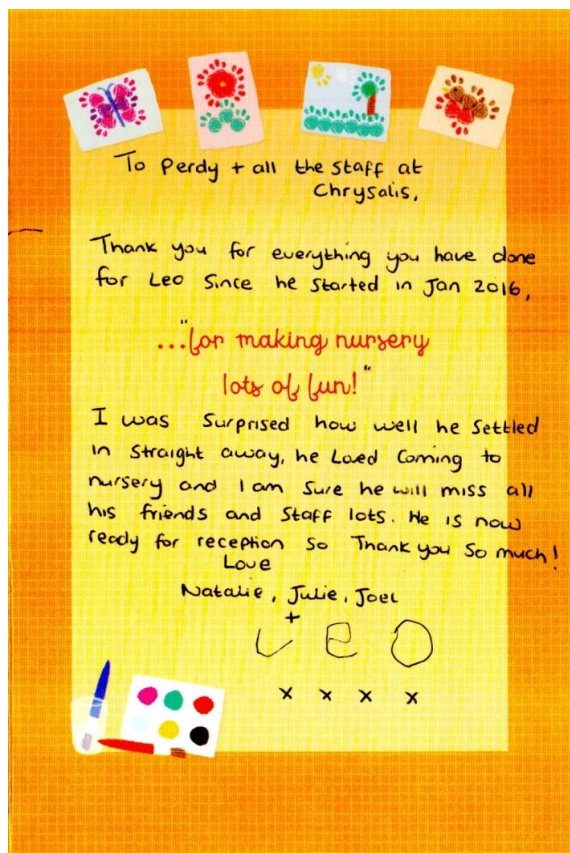 To Perdy + all the staff at
Chrysalis,
Thank you for everything you have done
for Leo Since he started in Jan 2016,
..."for making nursery
lots of fun!"
I was Surprised how well he settled
in straight away, he Loved Coming to
nursery and I am Sure he will miss all
his friends and Staff lots. He is now
ready for reception So Thank you So much!
Love
Natalie, Julie, Joel
+
Leo
x x x x